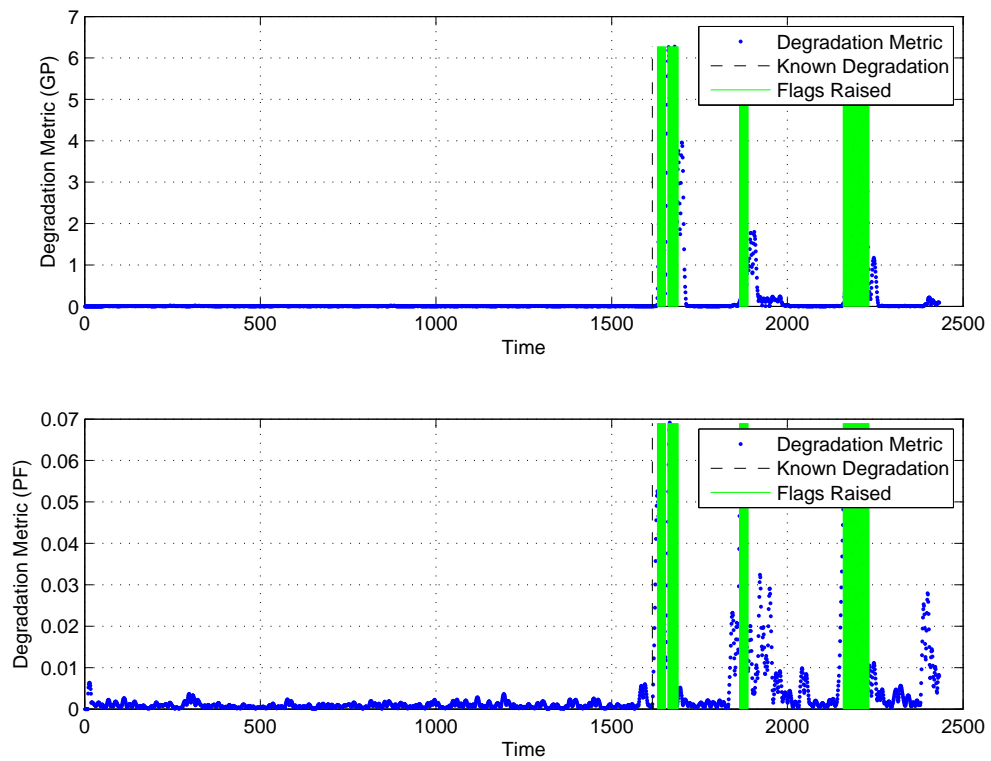 7
6
5
4
3
2
1
0
Degradation Metric (GP)
Degradation Metric
Known Degradation
Flags Raised
0 500 1000 1500 2000 2500
Time
0.07
0.06
0.05
0.04
0.03
0.02
0.01
0
Degradation Metric (PF)
Degradation Metric
Known Degradation
Flags Raised
0 500 1000 1500 2000 2500
Time